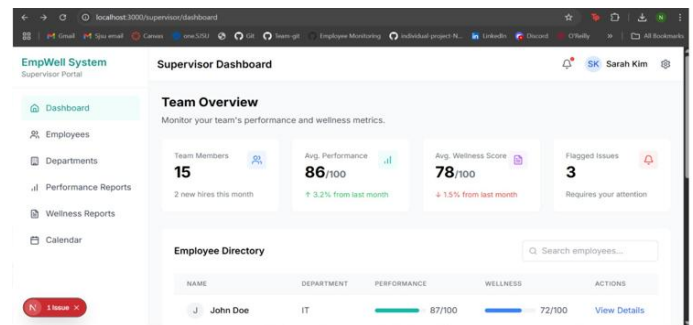 localhost:3000/supervisor/dashboard
Gmail Spu email Canvas one.SISU Git Team-git Employee Monitoring individual-project-N... LinkedIn Discord O'Reilly » All Bookmarks
EmpWell System
Supervisor Portal
Supervisor Dashboard
SK Sarah Kim
Dashboard
Employees
Departments
Performance Reports
Wellness Reports
Calendar
N 1 Issue ×
Team Overview
Monitor your team's performance and wellness metrics.
Team Members
15
2 new hires this month
Avg. Performance
86/100
↑ 3.2% from last month
Avg. Wellness Score
78/100
↓ 1.5% from last month
Flagged Issues
3
Requires your attention
Employee Directory
Search employees...
NAME DEPARTMENT PERFORMANCE WELLNESS ACTIONS
J John Doe IT 87/100 72/100 View Details